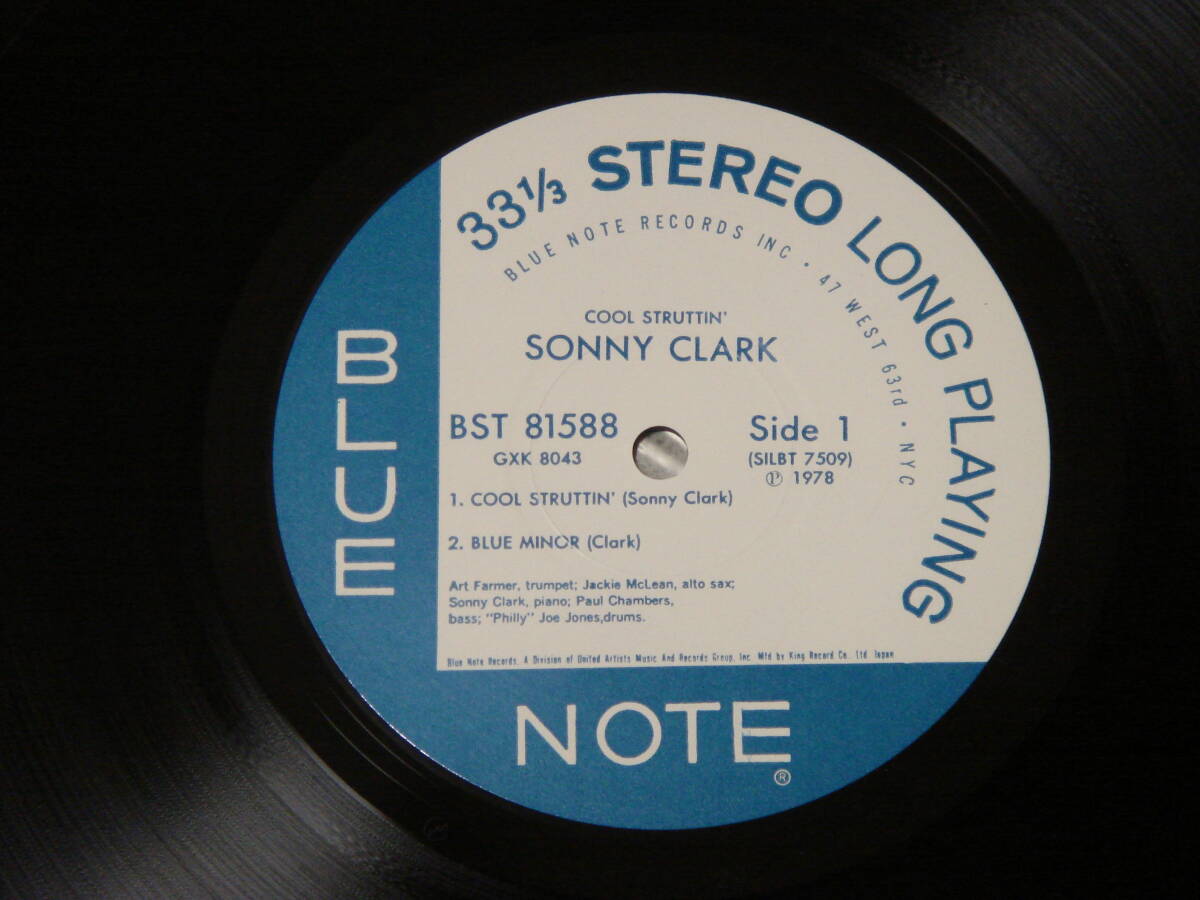 33⅓ STEREO LONG PLAYING
BLUE NOTE RECORDS INC · 47 WEST 63rd · NYC
COOL STRUTTIN'
SONNY CLARK
BST 81588
GXK 8043
Side 1
(SILBT 7509)
℗ 1978
1. COOL STRUTTIN' (Sonny Clark)
2. BLUE MINOR (Clark)
Art Farmer, trumpet; Jackie McLean, alto sax;
Sonny Clark, piano; Paul Chambers,
bass; "Philly" Joe Jones,drums.
Blue Note Records. A Division of United Artists Music And Records Group, Inc. Mfd by King Record Co., Ltd. Japan.
BLUE
NOTE ®